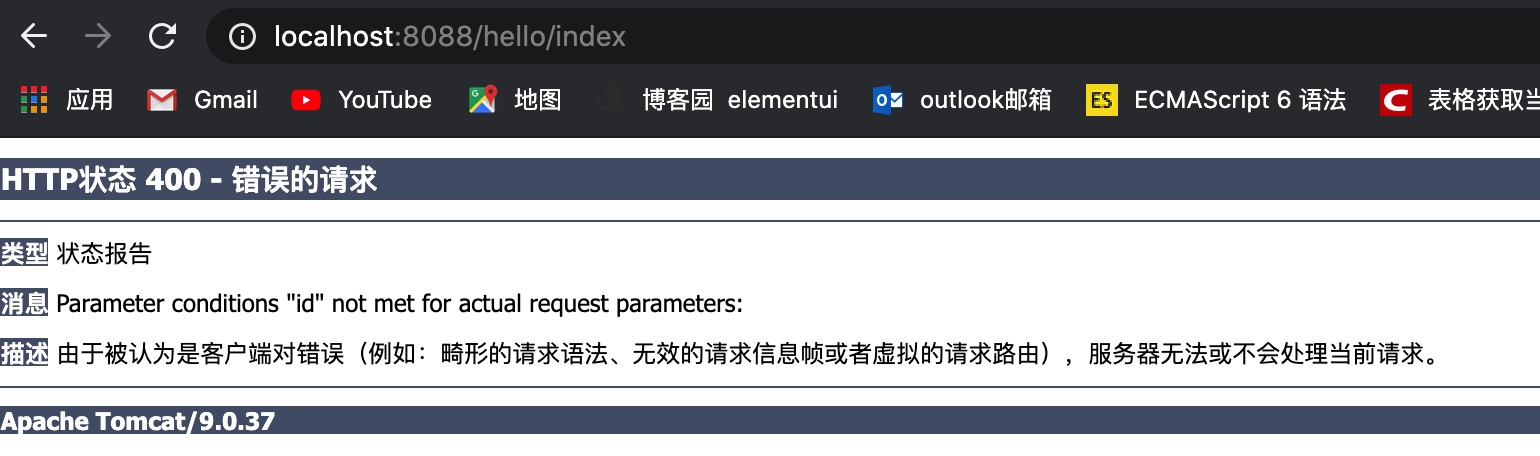 localhost:8088/hello/index
应用 Gmail YouTube 地图 博客园 elementui outlook邮箱 ES ECMAScript 6 语法 C 表格获取当
HTTP状态 400 - 错误的请求
类型 状态报告
消息 Parameter conditions "id" not met for actual request parameters:
描述 由于被认为是客户端对错误（例如：畸形的请求语法、无效的请求信息帧或者虚拟的请求路由），服务器无法或不会处理当前请求。
Apache Tomcat/9.0.37